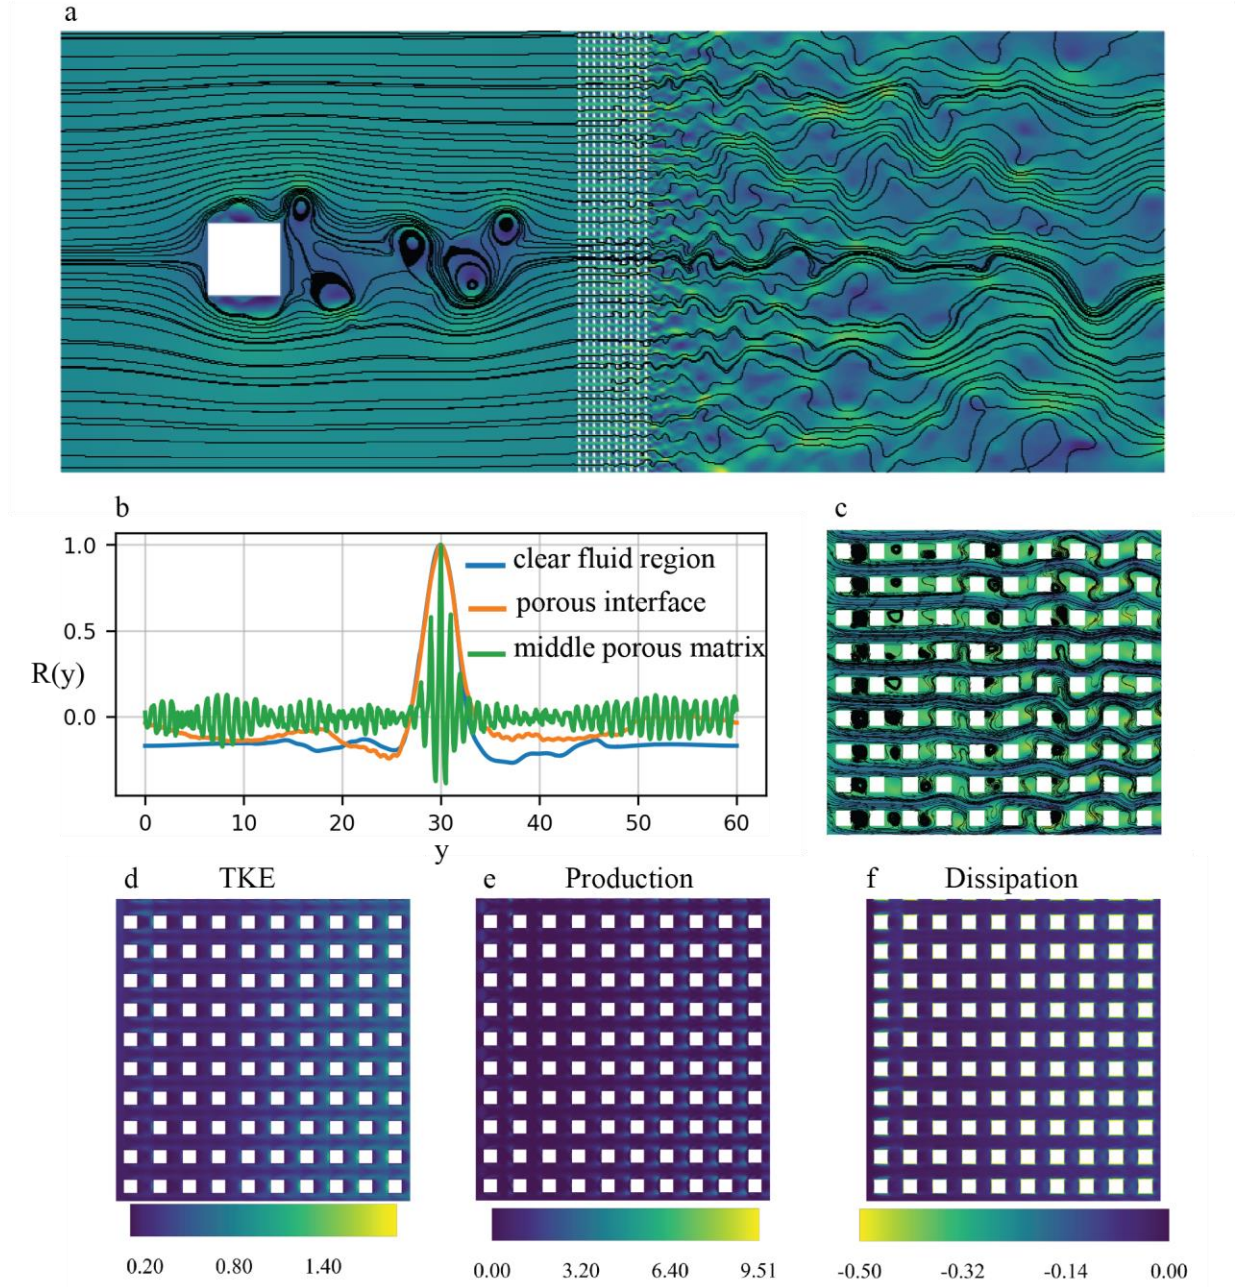 a
b
c
1.0
0.5
R(y)
0.0
clear fluid region
porous interface
middle porous matrix
0 10 20 30 40 50 60
y
d TKE
e Production
f Dissipation
0.20 0.80 1.40
0.00 3.20 6.40 9.51
-0.50 -0.32 -0.14 0.00